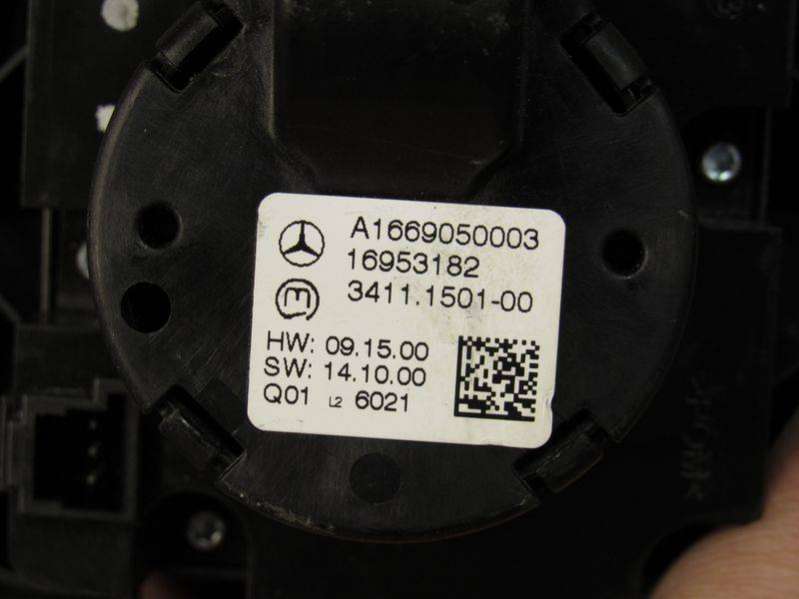 A1669050003
16953182
3411.1501-00
HW: 09.15.00
SW: 14.10.00
Q01 L2 6021